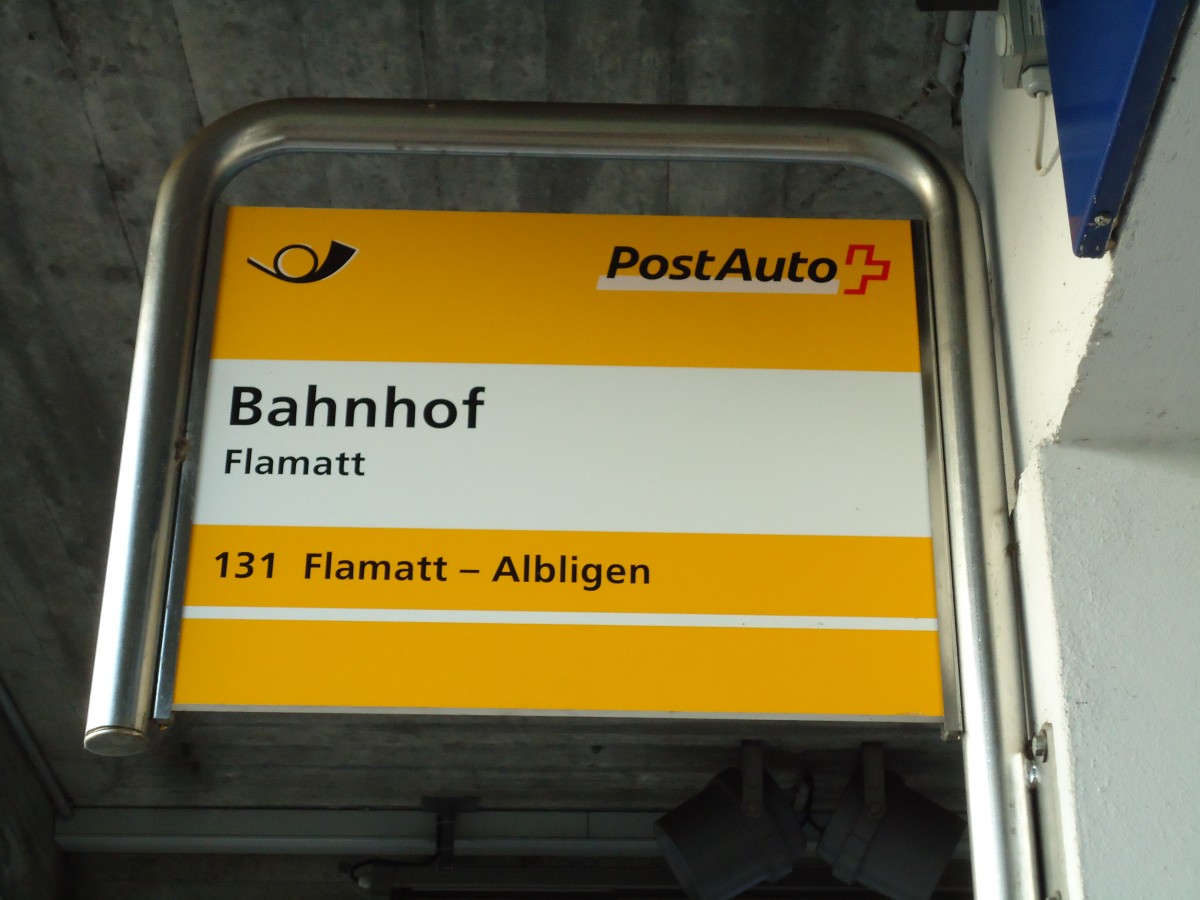 PostAuto
Bahnhof
Flamatt
131 Flamatt – Albligen